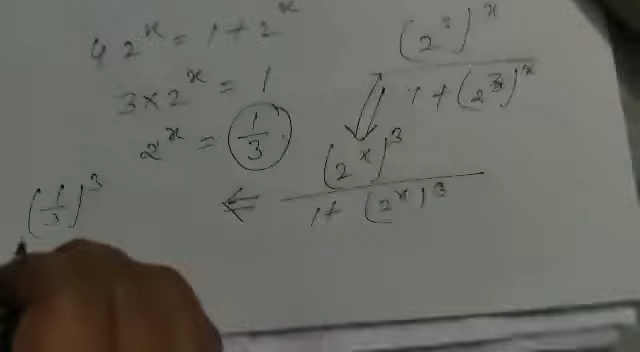 4 2^x = 1 + 2^x
3 × 2^x = 1
2^x = 1/3
(2^3)^x / 1 + (2^3)^x
(2^x)^3 / 1 + (2^x)^3
⇐
(1/3)^3